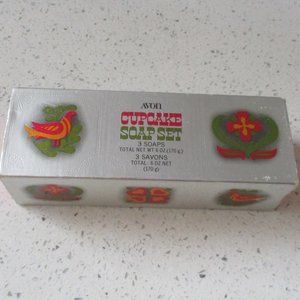 AVON
CUPCAKE
SOAP SET
3 SOAPS
TOTAL NET WT 6 OZ (170 g)
3 SAVONS
TOTAL: 6 OZ NET
(170 g)